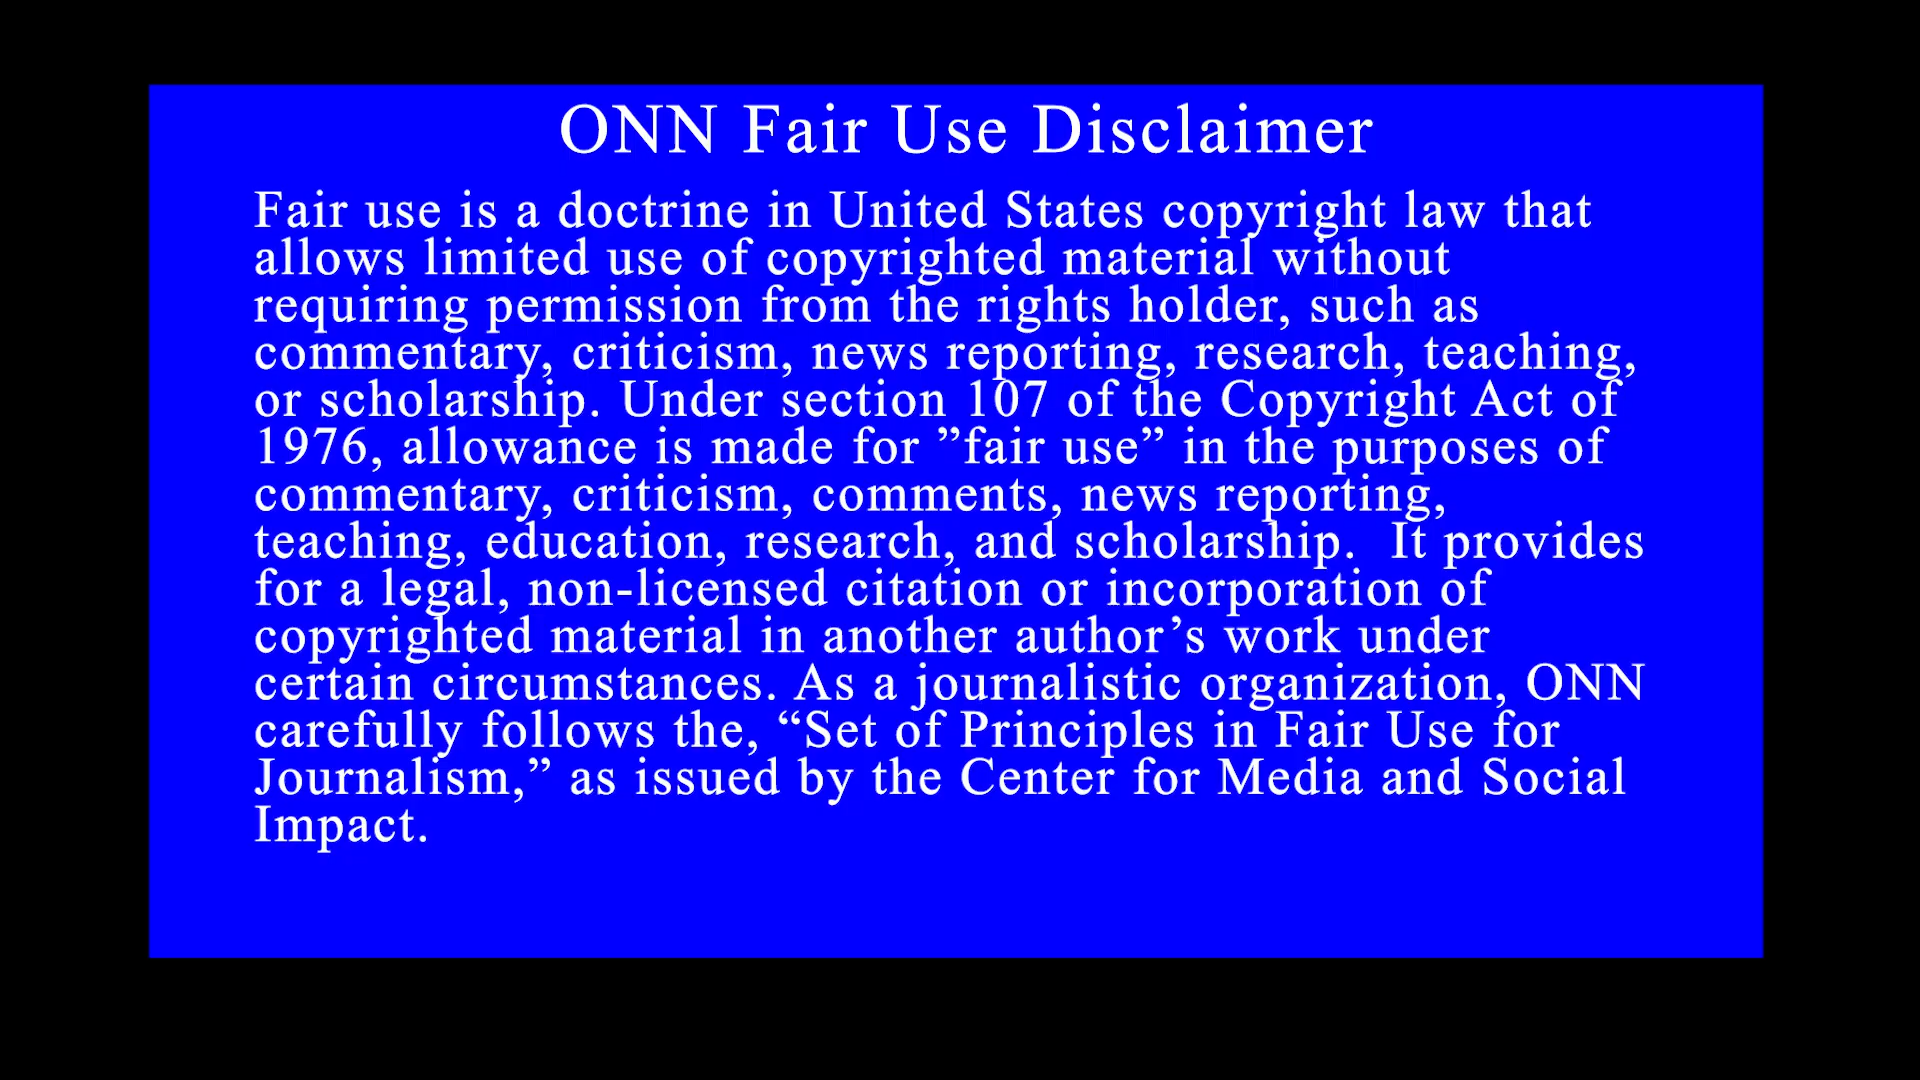 ONN Fair Use Disclaimer
Fair use is a doctrine in United States copyright law that
allows limited use of copyrighted material without
requiring permission from the rights holder, such as
commentary, criticism, news reporting, research, teaching,
or scholarship. Under section 107 of the Copyright Act of
1976, allowance is made for ”fair use” in the purposes of
commentary, criticism, comments, news reporting,
teaching, education, research, and scholarship.  It provides
for a legal, non-licensed citation or incorporation of
copyrighted material in another author’s work under
certain circumstances. As a journalistic organization, ONN
carefully follows the, “Set of Principles in Fair Use for
Journalism,” as issued by the Center for Media and Social
Impact.